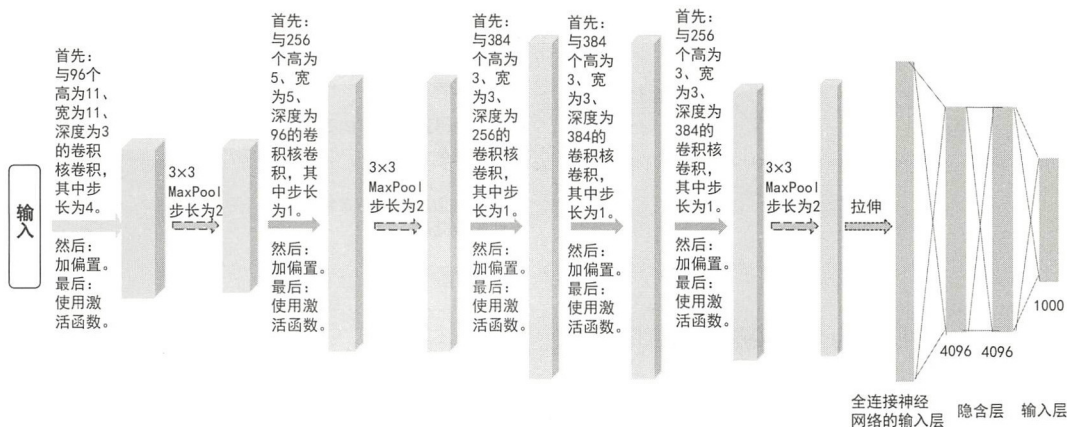 输入
首先：
与96个
高为11、
宽为11、
深度为3
的卷积
核卷积，
其中步
长为4。
然后：
加偏置。
最后：
使用激
活函数。
3×3
MaxPool
步长为2
首先：
与256
个高为
5、宽
为5、
深度为
96的卷
积核卷
积，其
中步长
为1。
然后：
加偏置。
最后：
使用激
活函数。
3×3
MaxPool
步长为2
首先：
与384
个高为
3、宽
为3、
深度为
256的
卷积核
卷积，
其中步
长为1。
然后：
加偏置。
最后：
使用激
活函数。
首先：
与384
个高为
3、宽
为3、
深度为
384的
卷积核
卷积，
其中步
长为1。
然后：
加偏置。
最后：
使用激
活函数。
首先：
与256
个高为
3、宽
为3、
深度为
384的
卷积核
卷积，
其中步
长为1。
然后：
加偏置。
最后：
使用激
活函数。
3×3
MaxPool
步长为2
拉伸
全连接神经
网络的输入层
4096
4096
隐含层
1000
输入层